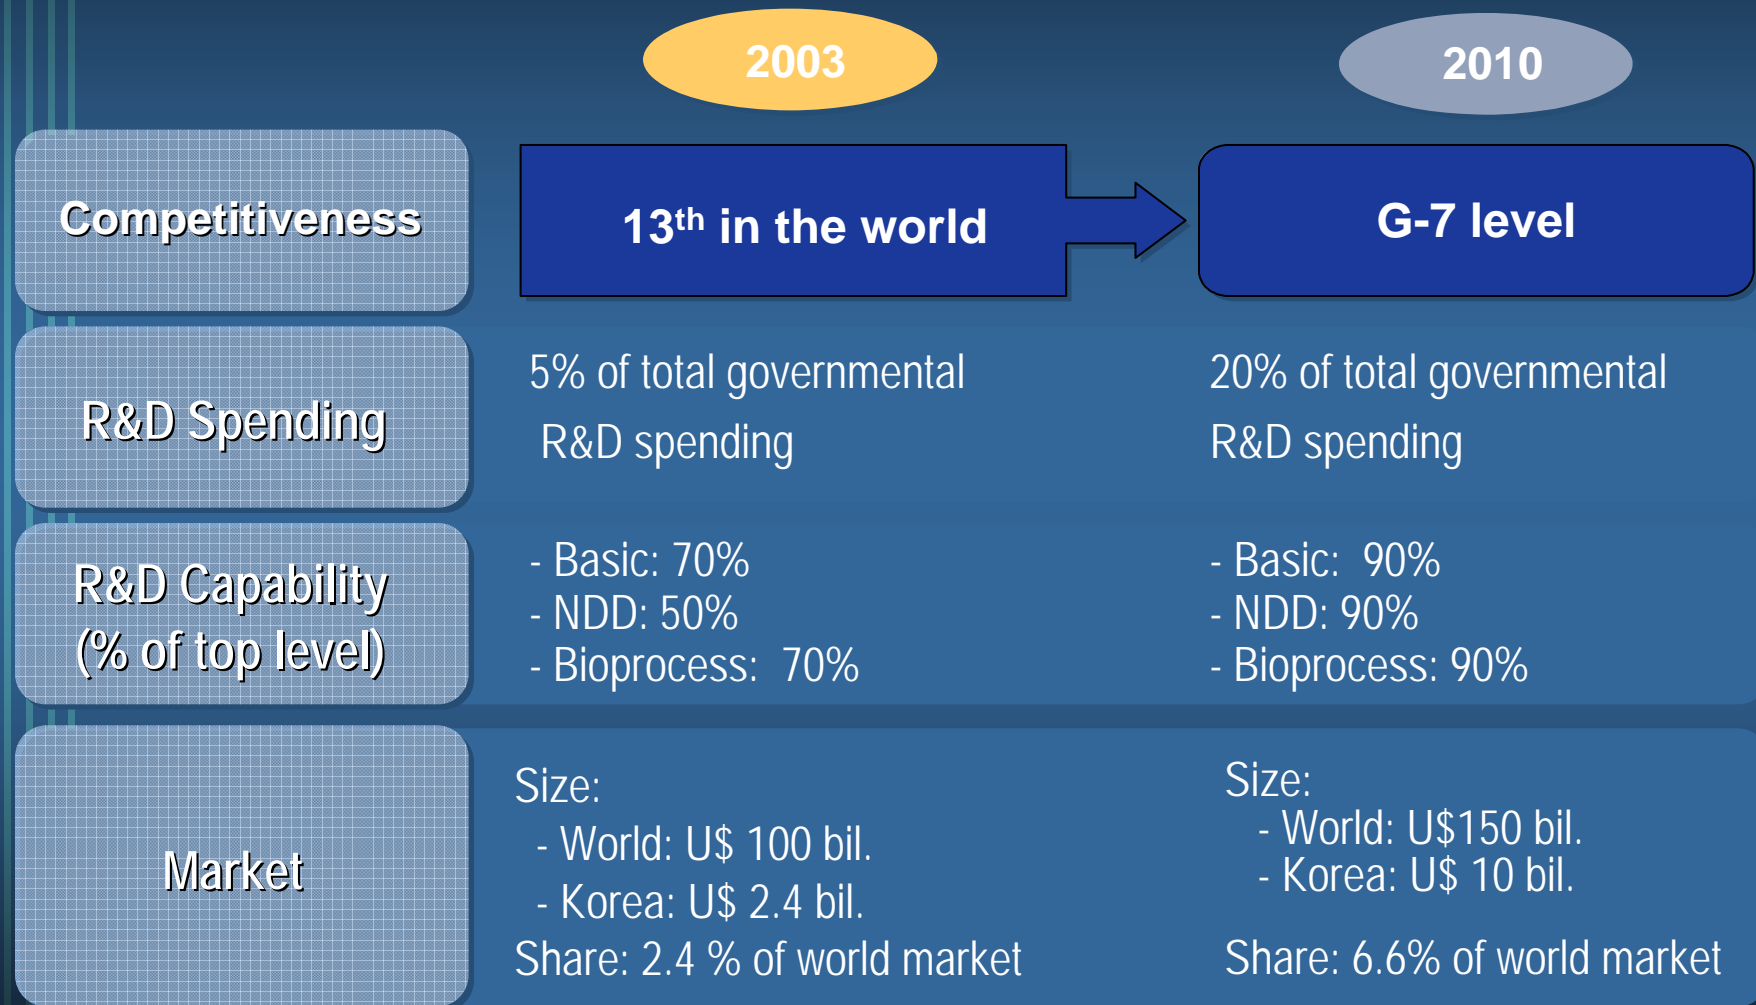 2003
2010
Competitiveness
13th in the world
G-7 level
R&D Spending
5% of total governmental
R&D spending
20% of total governmental
R&D spending
R&D Capability
(% of top level)
- Basic: 70%
- NDD: 50%
- Bioprocess: 70%
- Basic: 90%
- NDD: 90%
- Bioprocess: 90%
Market
Size:
- World: U$ 100 bil.
- Korea: U$ 2.4 bil.
Share: 2.4 % of world market
Size:
- World: U$150 bil.
- Korea: U$ 10 bil.
Share: 6.6% of world market